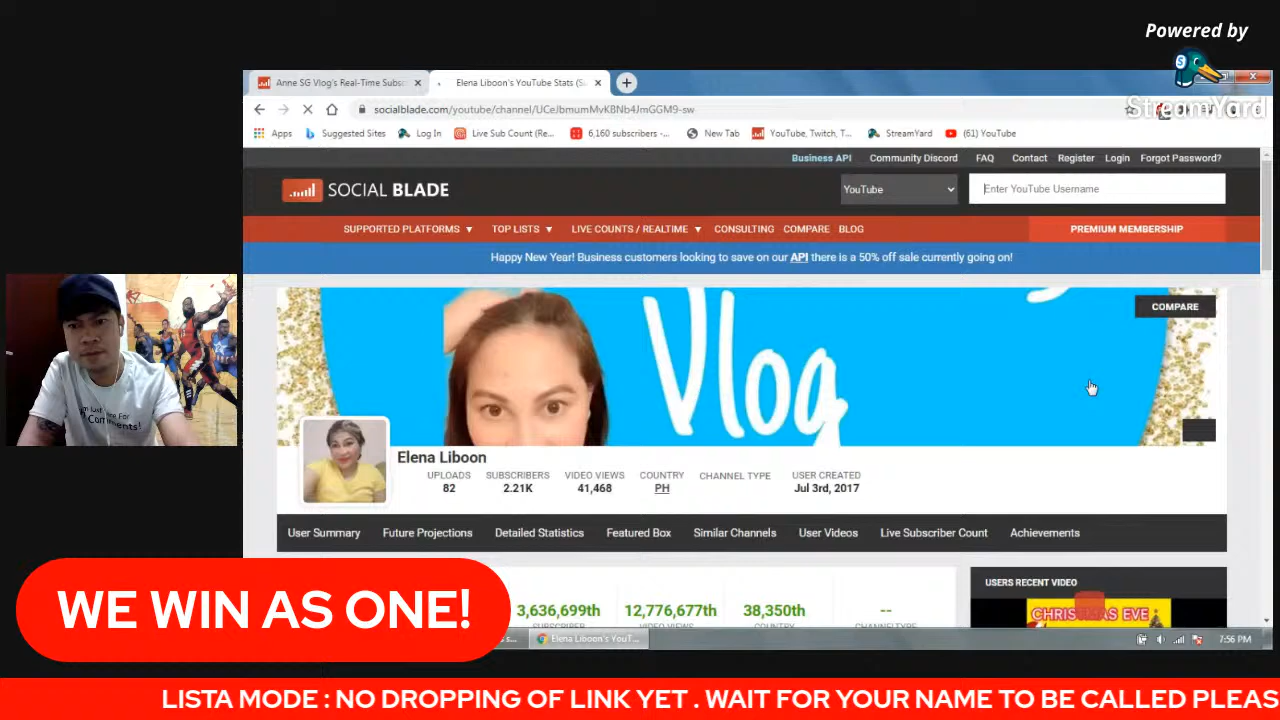 Powered by
StreamYard
Anne SG Vlog's Real-Time Subsc
Elena Liboon's YouTube Stats (S
socialblade.com/youtube/channel/UCeJbmumMvK8Nb4JmGGM9-sw
Apps
Suggested Sites
Log In
Live Sub Count (Re...
6,160 subscribers -...
New Tab
YouTube, Twitch, T...
StreamYard
(61) YouTube
Business API
Community Discord
FAQ
Contact
Register
Login
Forgot Password?
SOCIAL BLADE
YouTube
Enter YouTube Username
SUPPORTED PLATFORMS
TOP LISTS
LIVE COUNTS / REALTIME
CONSULTING
COMPARE
BLOG
PREMIUM MEMBERSHIP
Happy New Year! Business customers looking to save on our API there is a 50% off sale currently going on!
COMPARE
Vlog
Elena Liboon
UPLOADS
82
SUBSCRIBERS
2.21K
VIDEO VIEWS
41,468
COUNTRY
PH
CHANNEL TYPE
USER CREATED
Jul 3rd, 2017
User Summary
Future Projections
Detailed Statistics
Featured Box
Similar Channels
User Videos
Live Subscriber Count
Achievements
3,636,699th
12,776,677th
38,350th
--
VIDEO VIEWS
COUNTRY
CHANNELTYPE
USERS RECENT VIDEO
CHRISTMAS EVE
Elena Liboon's YouT...
7:56 PM
WE WIN AS ONE!
LISTA MODE : NO DROPPING OF LINK YET . WAIT FOR YOUR NAME TO BE CALLED PLEAS